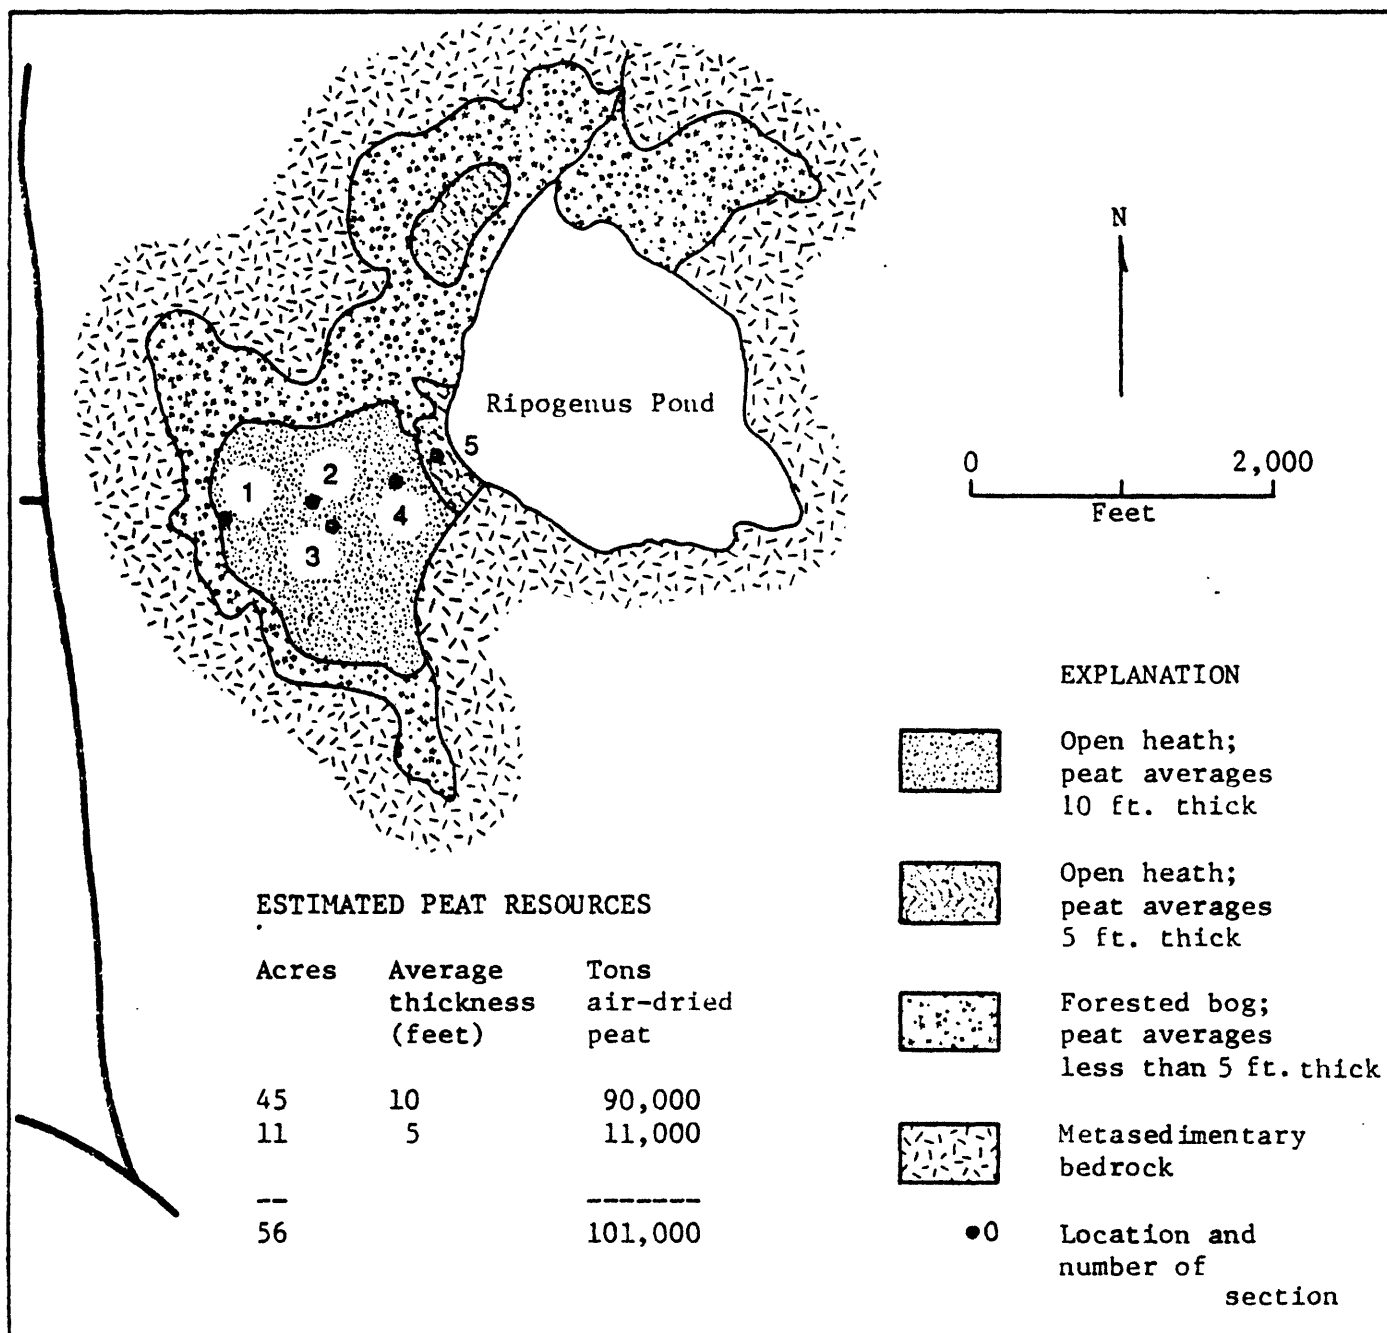 N
Ripogenus Pond
0 2,000
Feet
1
2
3
4
5
EXPLANATION
Open heath;
peat averages
10 ft. thick
Open heath;
peat averages
5 ft. thick
Forested bog;
peat averages
less than 5 ft. thick
Metasedimentary
bedrock
0 Location and
number of
section
ESTIMATED PEAT RESOURCES
Acres Average Tons
thickness air-dried
(feet) peat
45 10 90,000
11 5 11,000
-- -------
56 101,000